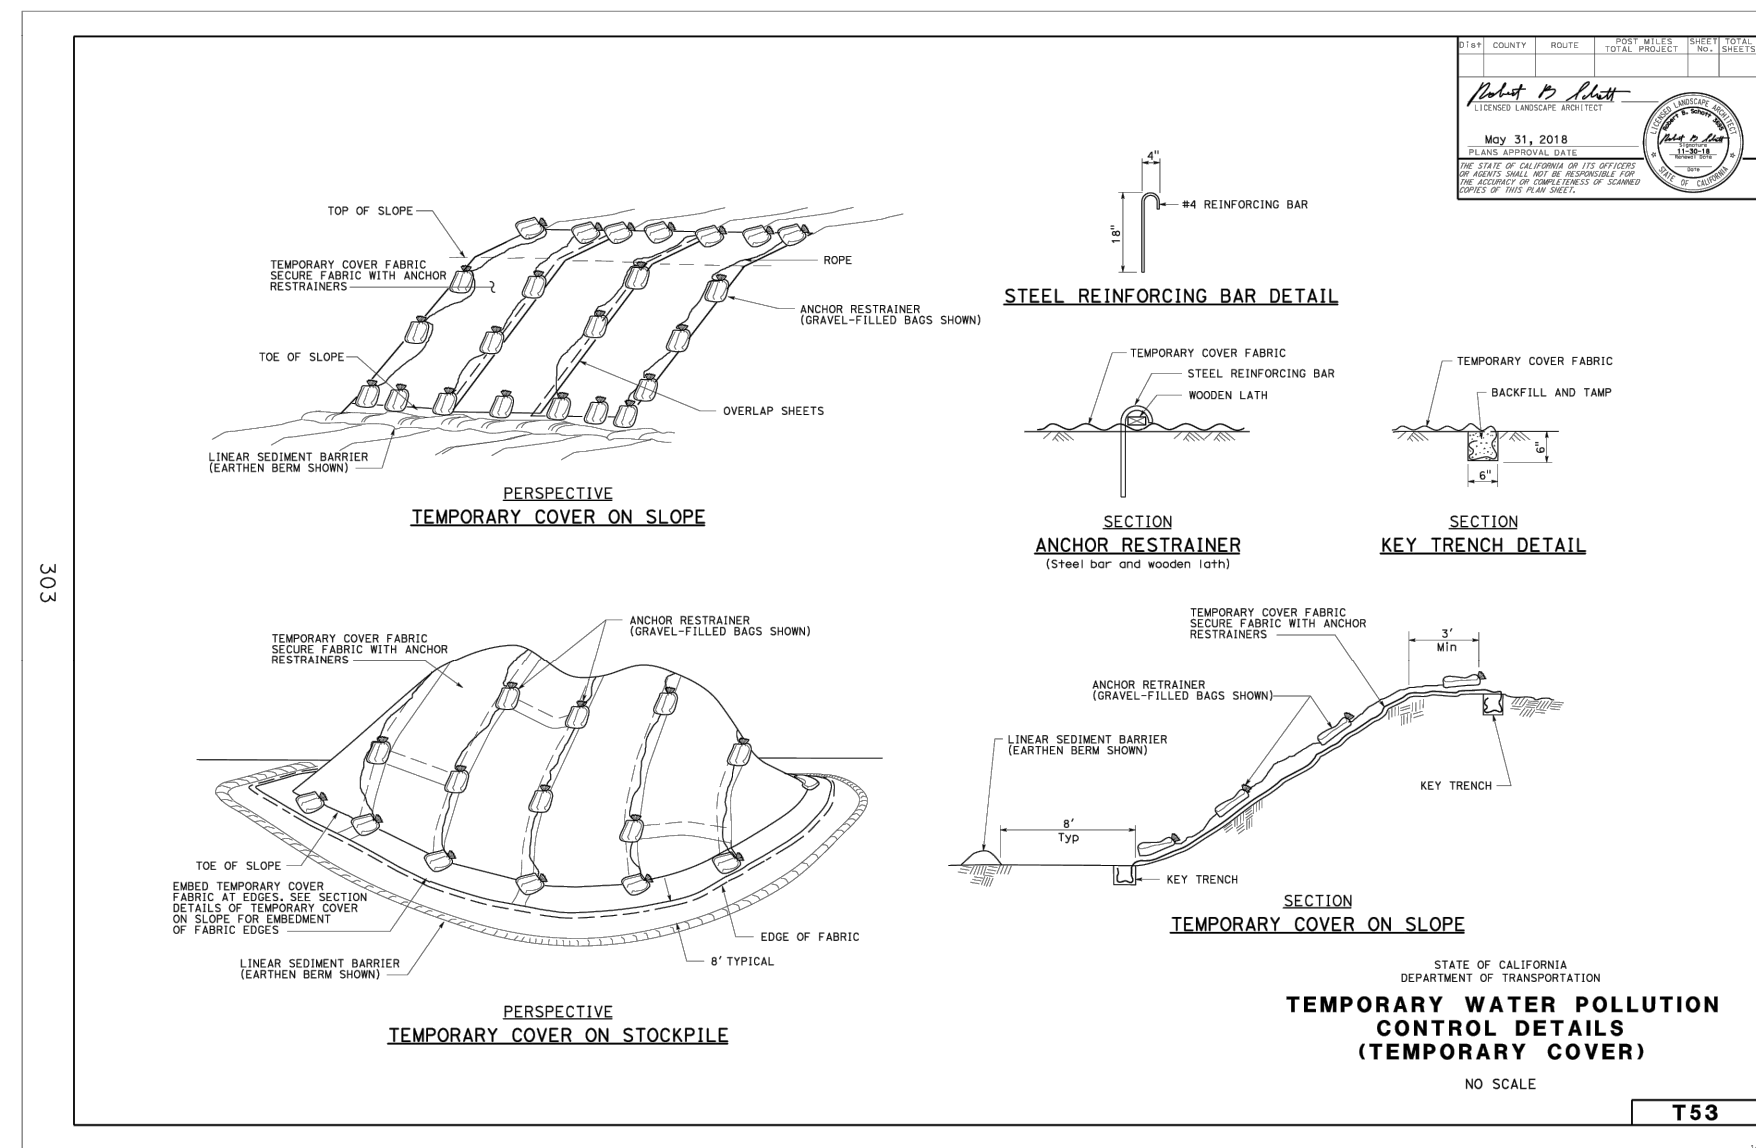 Dist COUNTY ROUTE POST MILES TOTAL PROJECT SHEET No. TOTAL SHEETS
Robert B Schott
LICENSED LANDSCAPE ARCHITECT
May 31, 2018
PLANS APPROVAL DATE
THE STATE OF CALIFORNIA OR ITS OFFICERS
OR AGENTS SHALL NOT BE RESPONSIBLE FOR
THE ACCURACY OR COMPLETENESS OF SCANNED
COPIES OF THIS PLAN SHEET.
LICENSED LANDSCAPE ARCHITECT
Robert B. Schott
Signature
11-30-18
Renewal Date
Date
STATE OF CALIFORNIA
TOP OF SLOPE
TEMPORARY COVER FABRIC
SECURE FABRIC WITH ANCHOR
RESTRAINERS
TOE OF SLOPE
LINEAR SEDIMENT BARRIER
(EARTHEN BERM SHOWN)
ROPE
ANCHOR RESTRAINER
(GRAVEL-FILLED BAGS SHOWN)
OVERLAP SHEETS
PERSPECTIVE
TEMPORARY COVER ON SLOPE
4"
18"
#4 REINFORCING BAR
STEEL REINFORCING BAR DETAIL
TEMPORARY COVER FABRIC
STEEL REINFORCING BAR
WOODEN LATH
SECTION
ANCHOR RESTRAINER
(Steel bar and wooden lath)
TEMPORARY COVER FABRIC
BACKFILL AND TAMP
6"
6"
SECTION
KEY TRENCH DETAIL
303
TEMPORARY COVER FABRIC
SECURE FABRIC WITH ANCHOR
RESTRAINERS
ANCHOR RESTRAINER
(GRAVEL-FILLED BAGS SHOWN)
TOE OF SLOPE
EMBED TEMPORARY COVER
FABRIC AT EDGES. SEE SECTION
DETAILS OF TEMPORARY COVER
ON SLOPE FOR EMBEDMENT
OF FABRIC EDGES
LINEAR SEDIMENT BARRIER
(EARTHEN BERM SHOWN)
EDGE OF FABRIC
8' TYPICAL
PERSPECTIVE
TEMPORARY COVER ON STOCKPILE
TEMPORARY COVER FABRIC
SECURE FABRIC WITH ANCHOR
RESTRAINERS
3'
Min
ANCHOR RETRAINER
(GRAVEL-FILLED BAGS SHOWN)
LINEAR SEDIMENT BARRIER
(EARTHEN BERM SHOWN)
KEY TRENCH
8'
Typ
KEY TRENCH
SECTION
TEMPORARY COVER ON SLOPE
STATE OF CALIFORNIA
DEPARTMENT OF TRANSPORTATION
TEMPORARY WATER POLLUTION
CONTROL DETAILS
(TEMPORARY COVER)
NO SCALE
T53